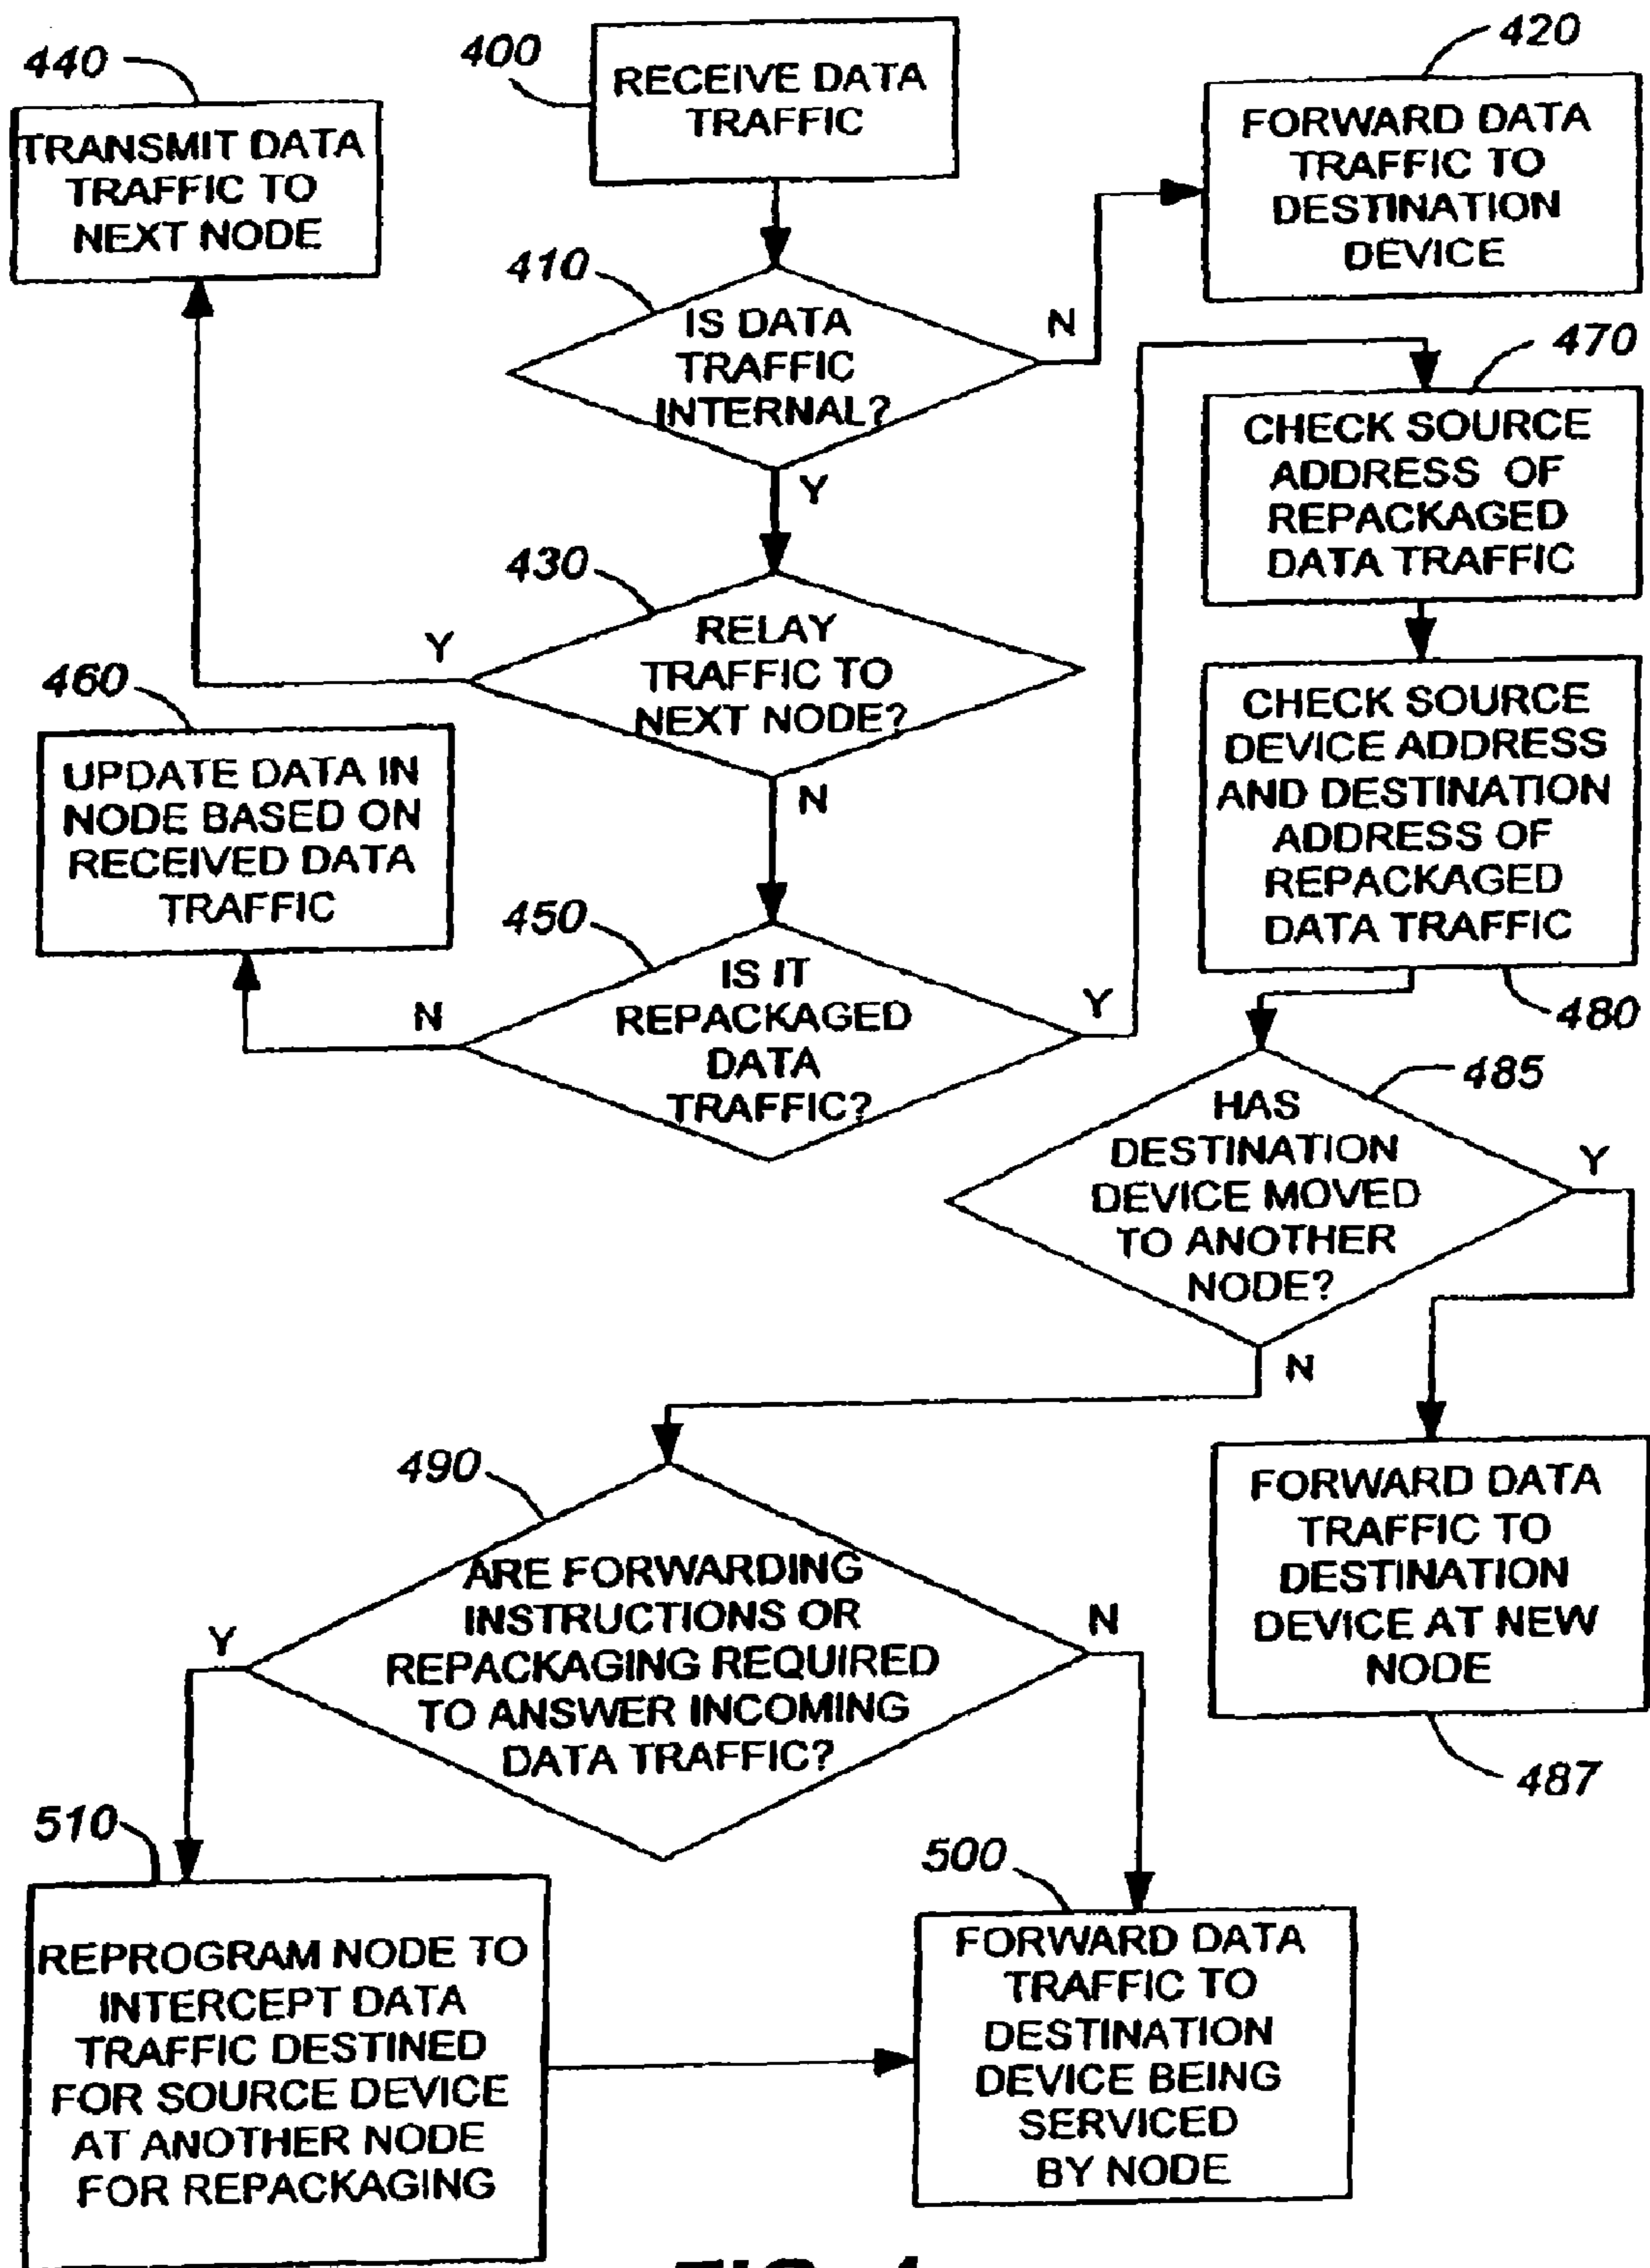 440
TRANSMIT DATA
TRAFFIC TO
NEXT NODE
400
RECEIVE DATA
TRAFFIC
420
FORWARD DATA
TRAFFIC TO
DESTINATION
DEVICE
410
IS DATA
TRAFFIC
INTERNAL?
N
Y
470
CHECK SOURCE
ADDRESS OF
REPACKAGED
DATA TRAFFIC
430
RELAY
TRAFFIC TO
NEXT NODE?
Y
N
460
UPDATE DATA IN
NODE BASED ON
RECEIVED DATA
TRAFFIC
CHECK SOURCE
DEVICE ADDRESS
AND DESTINATION
ADDRESS OF
REPACKAGED
DATA TRAFFIC
480
450
IS IT
REPACKAGED
DATA
TRAFFIC?
N
Y
485
HAS
DESTINATION
DEVICE MOVED
TO ANOTHER
NODE?
Y
N
490
ARE FORWARDING
INSTRUCTIONS OR
REPACKAGING REQUIRED
TO ANSWER INCOMING
DATA TRAFFIC?
Y
N
FORWARD DATA
TRAFFIC TO
DESTINATION
DEVICE AT NEW
NODE
487
510
REPROGRAM NODE TO
INTERCEPT DATA
TRAFFIC DESTINED
FOR SOURCE DEVICE
AT ANOTHER NODE
FOR REPACKAGING
500
FORWARD DATA
TRAFFIC TO
DESTINATION
DEVICE BEING
SERVICED
BY NODE